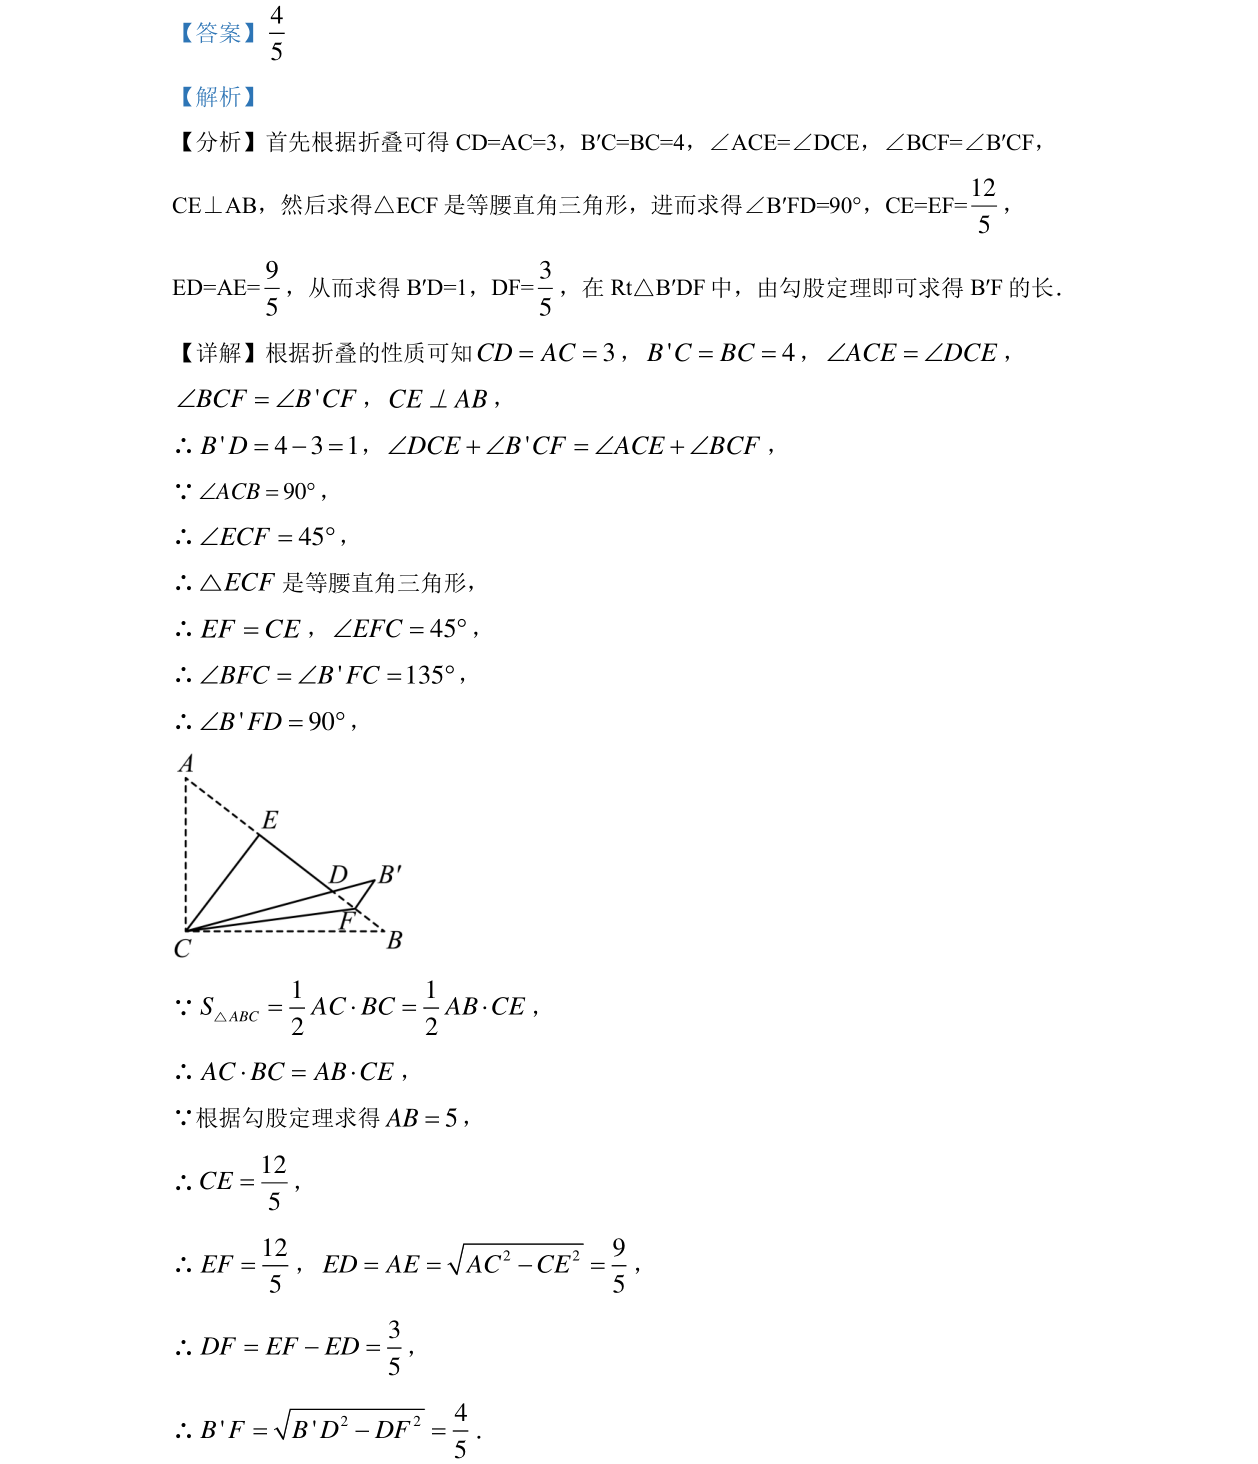 【答案】4/5
【解析】
【分析】首先根据折叠可得 CD=AC=3，B′C=BC=4，∠ACE=∠DCE，∠BCF=∠B′CF，
CE⊥AB，然后求得△ECF 是等腰直角三角形，进而求得∠B′FD=90°，CE=EF=12/5，
ED=AE=9/5，从而求得 B′D=1，DF=3/5，在 Rt△B′DF 中，由勾股定理即可求得 B′F 的长．
【详解】根据折叠的性质可知CD = AC = 3，B'C = BC = 4，∠ACE = ∠DCE，
∠BCF = ∠B'CF，CE⊥AB，
∴B'D = 4−3 = 1，∠DCE+∠B'CF = ∠ACE+∠BCF，
∵∠ACB = 90°，
∴∠ECF = 45°，
∴△ECF 是等腰直角三角形，
∴EF = CE，∠EFC = 45°，
∴∠BFC = ∠B'FC = 135°，
∴∠B'FD = 90°，
A
E
D B′
F
C B
∵S△ABC = 1/2 AC·BC = 1/2 AB·CE，
∴AC·BC = AB·CE，
∵根据勾股定理求得 AB = 5，
∴CE = 12/5，
∴EF = 12/5，ED = AE = √(AC² − CE²) = 9/5，
∴DF = EF − ED = 3/5，
∴B'F = √(B'D² − DF²) = 4/5．